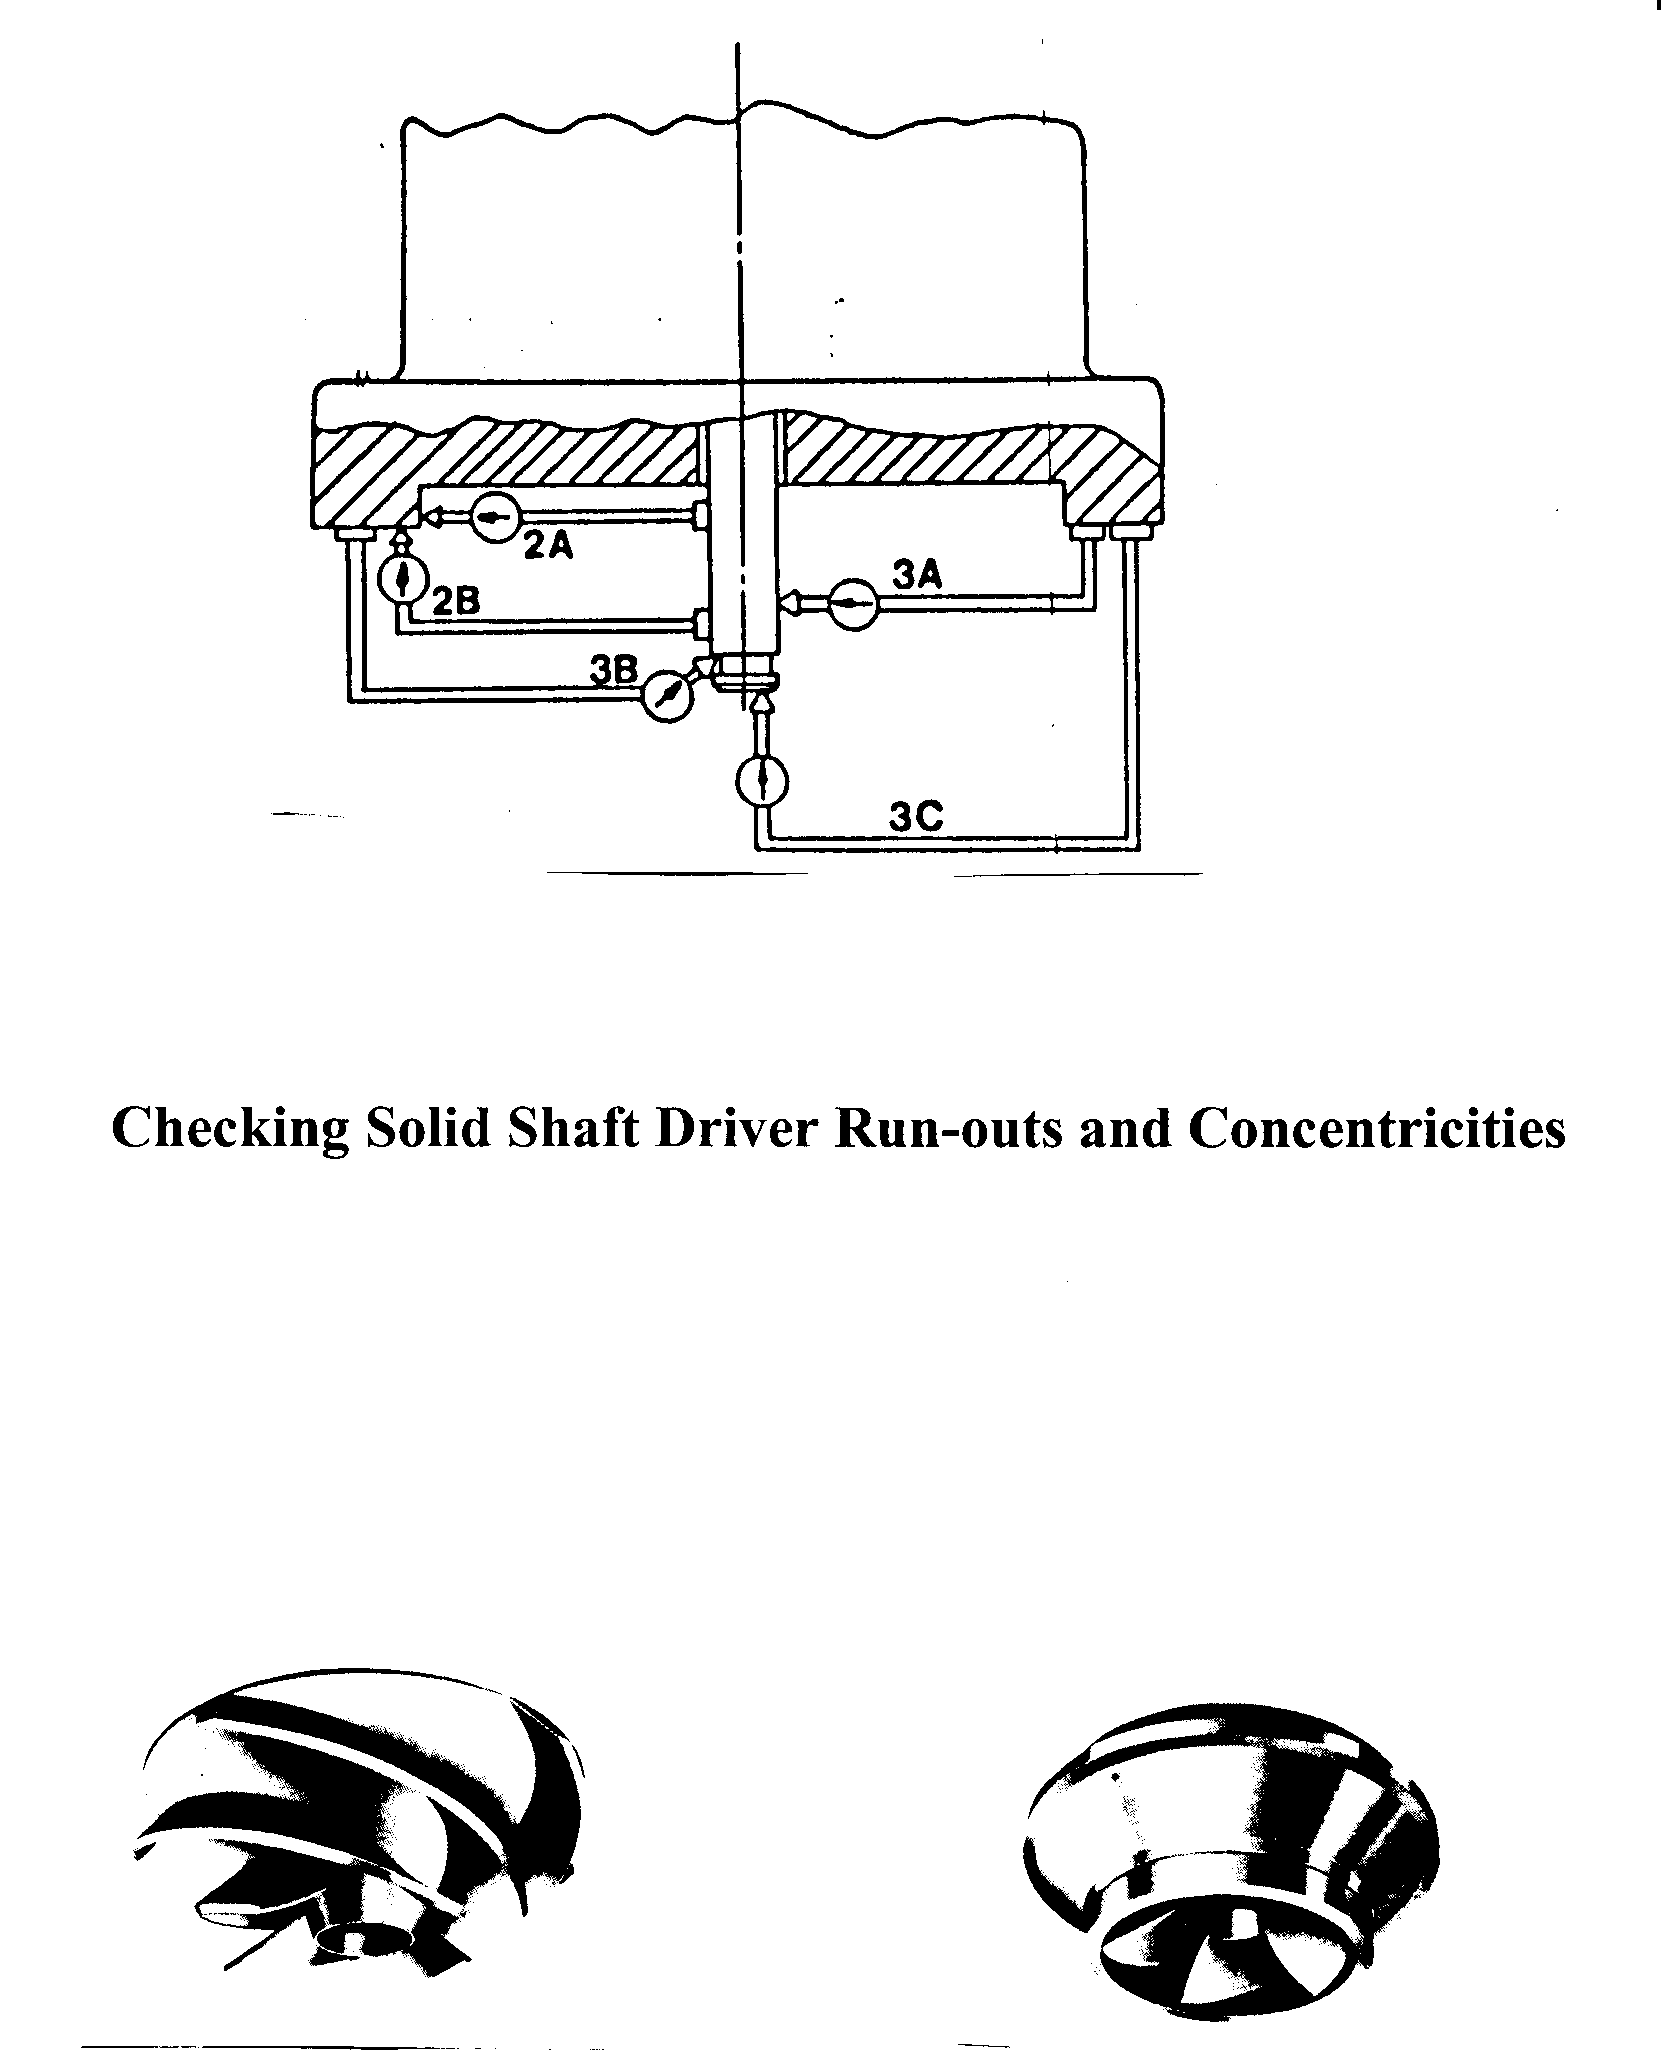 2A
3A
2B
3B
3C
Checking Solid Shaft Driver Run-outs and Concentricities